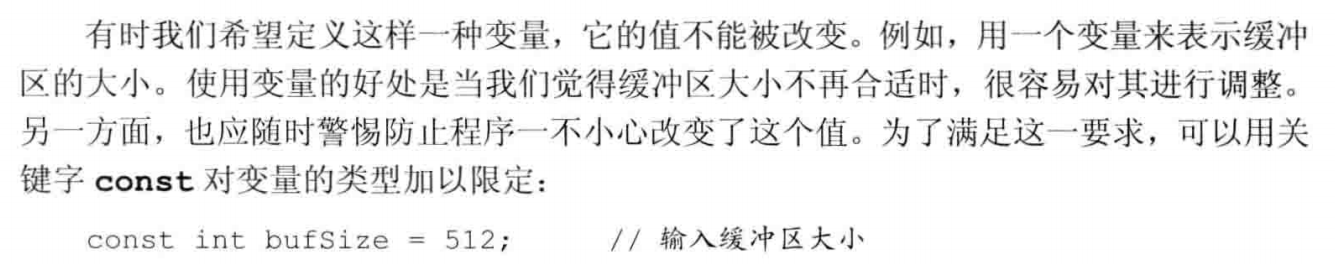 有时我们希望定义这样一种变量，它的值不能被改变。例如，用一个变量来表示缓冲
区的大小。使用变量的好处是当我们觉得缓冲区大小不再合适时，很容易对其进行调整。
另一方面，也应随时警惕防止程序一不小心改变了这个值。为了满足这一要求，可以用关
键字 const 对变量的类型加以限定：
const int bufSize = 512; // 输入缓冲区大小